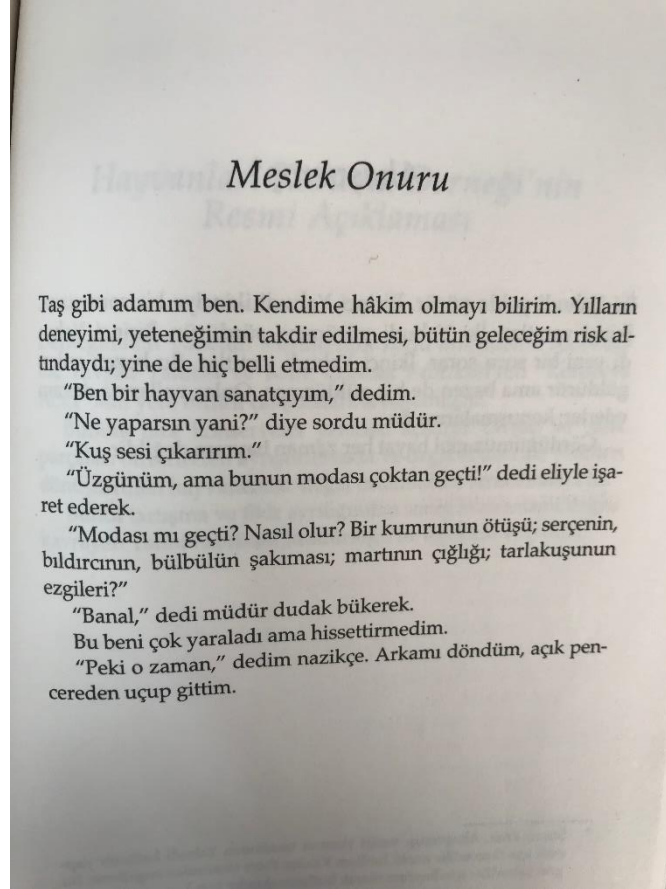 Meslek Onuru
Taş gibi adamım ben. Kendime hâkim olmayı bilirim. Yılların
deneyimi, yeteneğimin takdir edilmesi, bütün geleceğim risk al-
tındaydı; yine de hiç belli etmedim.
“Ben bir hayvan sanatçıyım,” dedim.
“Ne yaparsın yani?” diye sordu müdür.
“Kuş sesi çıkarırım.”
“Üzgünüm, ama bunun modası çoktan geçti!” dedi eliyle işa-
ret ederek.
“Modası mı geçti? Nasıl olur? Bir kumrunun ötüşü; serçenin,
bıldırcının, bülbülün şakıması; martının çığlığı; tarlakuşunun
ezgileri?”
“Banal,” dedi müdür dudak bükerek.
Bu beni çok yaraladı ama hissettirmedim.
“Peki o zaman,” dedim nazikçe. Arkamı döndüm, açık pen-
cereden uçup gittim.